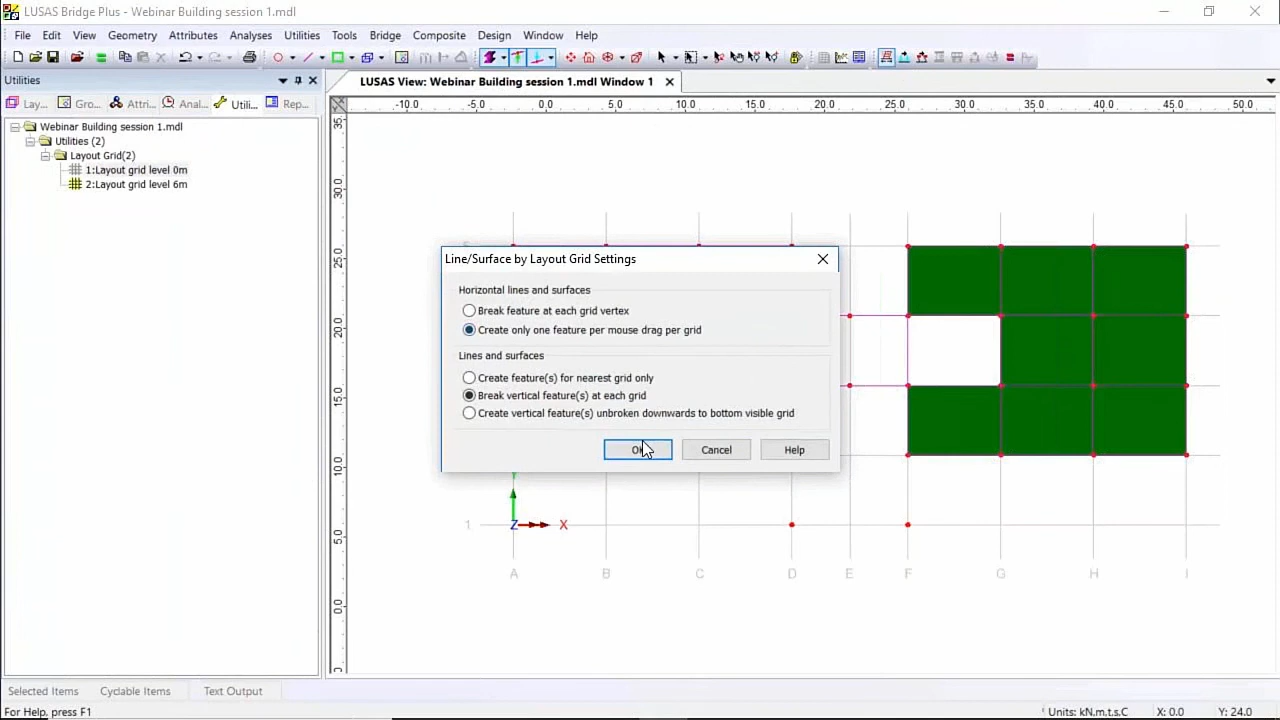 LUSAS Bridge Plus - Webinar Building session 1.mdl
File Edit View Geometry Attributes Analyses Utilities Tools Bridge Composite Design Window Help
Utilities
LUSAS View: Webinar Building session 1.mdl Window 1
Lay... Gro... Attri... Anal... Utili... Rep...
-10.0 -5.0 0.0 5.0 10.0 15.0 20.0 25.0 30.0 35.0 40.0 45.0 50.0
Webinar Building session 1.mdl
Utilities (2)
Layout Grid(2)
1:Layout grid level 0m
2:Layout grid level 6m
35.0
30.0
25.0
20.0
15.0
10.0
5.0
0.0
Line/Surface by Layout Grid Settings
Horizontal lines and surfaces
Break feature at each grid vertex
Create only one feature per mouse drag per grid
Lines and surfaces
Create feature(s) for nearest grid only
Break vertical feature(s) at each grid
Create vertical feature(s) unbroken downwards to bottom visible grid
OK Cancel Help
1 Z X
A B C D E F G H I
Selected Items Cyclable Items Text Output
For Help, press F1
Units: kN,m,t,s,C X: 0.0 Y: 24.0